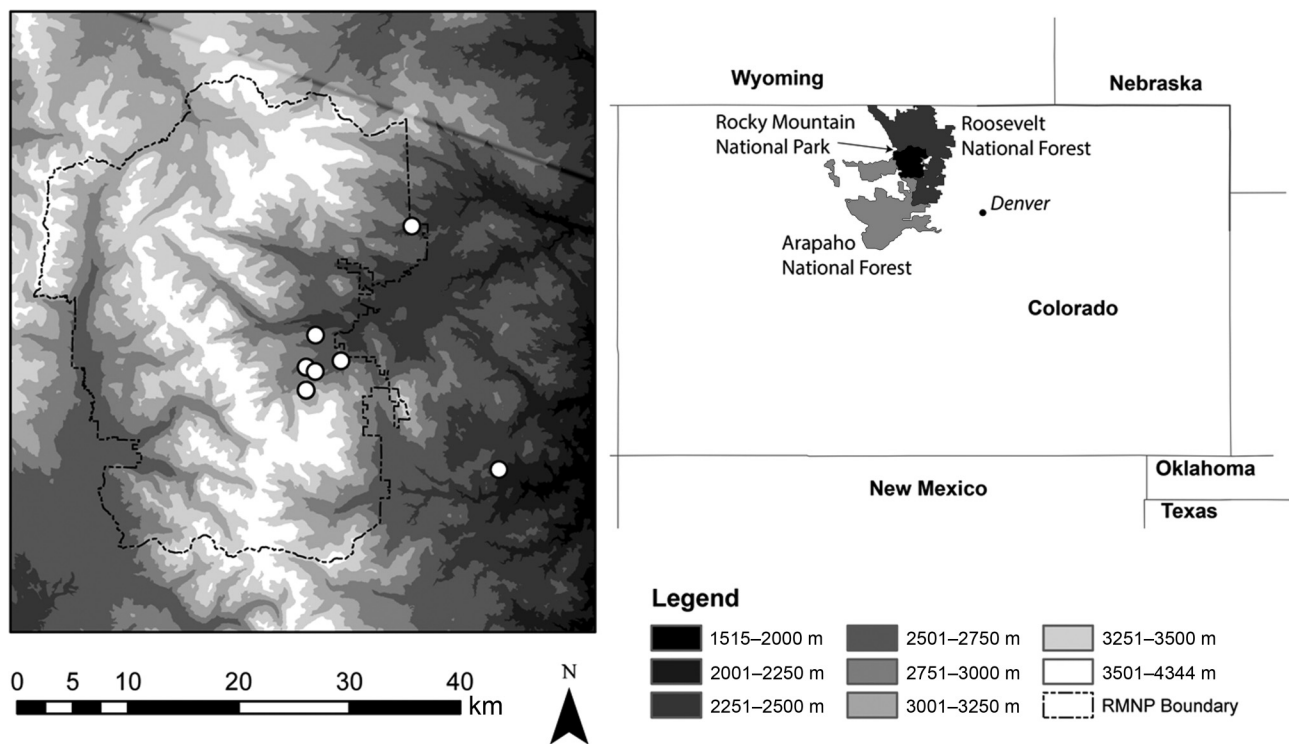 Wyoming
Nebraska
Rocky Mountain
National Park
Roosevelt
National Forest
Denver
Arapaho
National Forest
Colorado
New Mexico
Oklahoma
Texas
Legend
1515–2000 m
2501–2750 m
3251–3500 m
2001–2250 m
2751–3000 m
3501–4344 m
2251–2500 m
3001–3250 m
RMNP Boundary
0 5 10 20 30 40 km
N